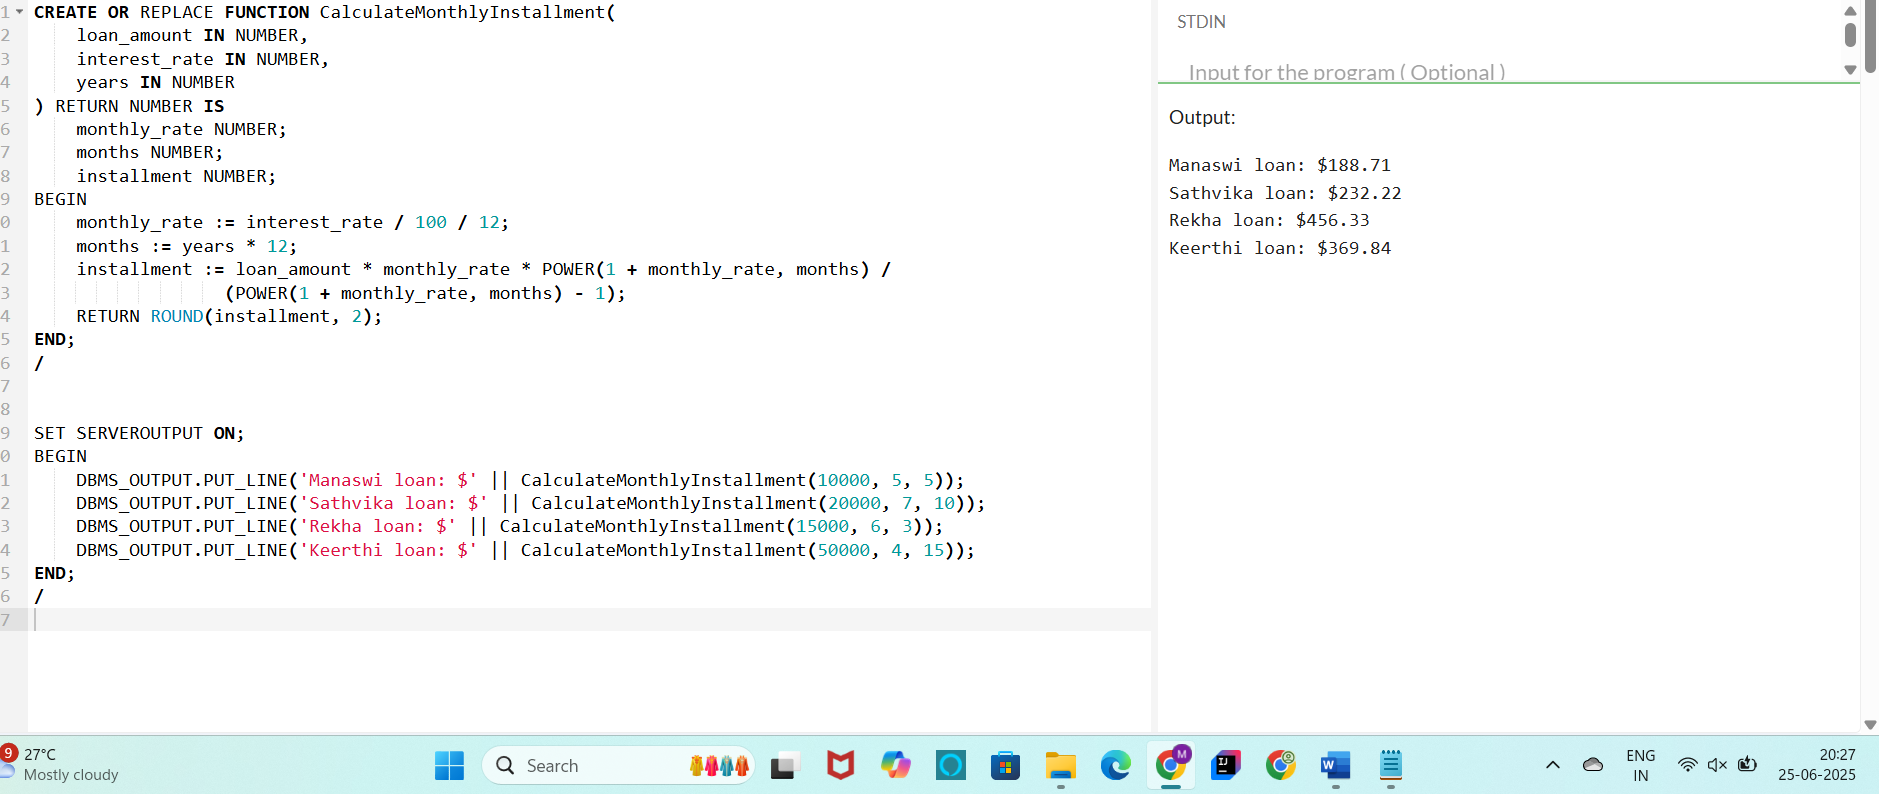 1 CREATE OR REPLACE FUNCTION CalculateMonthlyInstallment(
2 loan_amount IN NUMBER,
3 interest_rate IN NUMBER,
4 years IN NUMBER
5 ) RETURN NUMBER IS
6 monthly_rate NUMBER;
7 months NUMBER;
8 installment NUMBER;
9 BEGIN
0 monthly_rate := interest_rate / 100 / 12;
1 months := years * 12;
2 installment := loan_amount * monthly_rate * POWER(1 + monthly_rate, months) /
3 (POWER(1 + monthly_rate, months) - 1);
4 RETURN ROUND(installment, 2);
5 END;
6 /
7
8
9 SET SERVEROUTPUT ON;
0 BEGIN
1 DBMS_OUTPUT.PUT_LINE('Manaswi loan: $' || CalculateMonthlyInstallment(10000, 5, 5));
2 DBMS_OUTPUT.PUT_LINE('Sathvika loan: $' || CalculateMonthlyInstallment(20000, 7, 10));
3 DBMS_OUTPUT.PUT_LINE('Rekha loan: $' || CalculateMonthlyInstallment(15000, 6, 3));
4 DBMS_OUTPUT.PUT_LINE('Keerthi loan: $' || CalculateMonthlyInstallment(50000, 4, 15));
5 END;
6 /
7
STDIN
Input for the program ( Optional )
Output:
Manaswi loan: $188.71
Sathvika loan: $232.22
Rekha loan: $456.33
Keerthi loan: $369.84
9
27°C
Mostly cloudy
Search
M
IJ
W
ENG
IN
20:27
25-06-2025